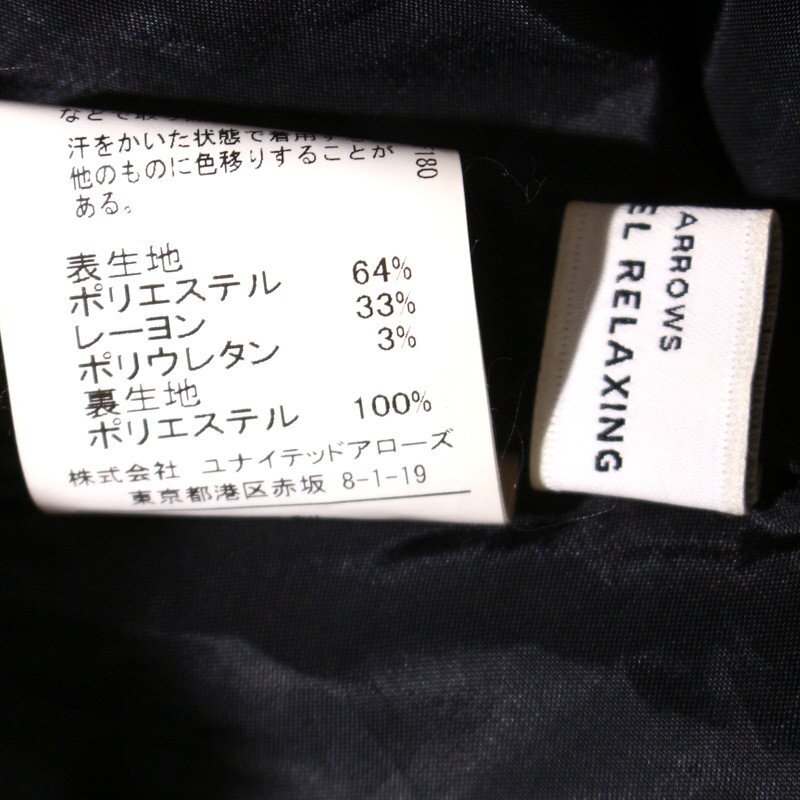 汗をかいた状態で着用
他のものに色移りすることが
ある。
表生地
ポリエステル 64%
レーヨン 33%
ポリウレタン 3%
裏生地
ポリエステル 100%
株式会社 ユナイテッドアローズ
東京都港区赤坂 8-1-19
180
ARROWS
EL RELAXING